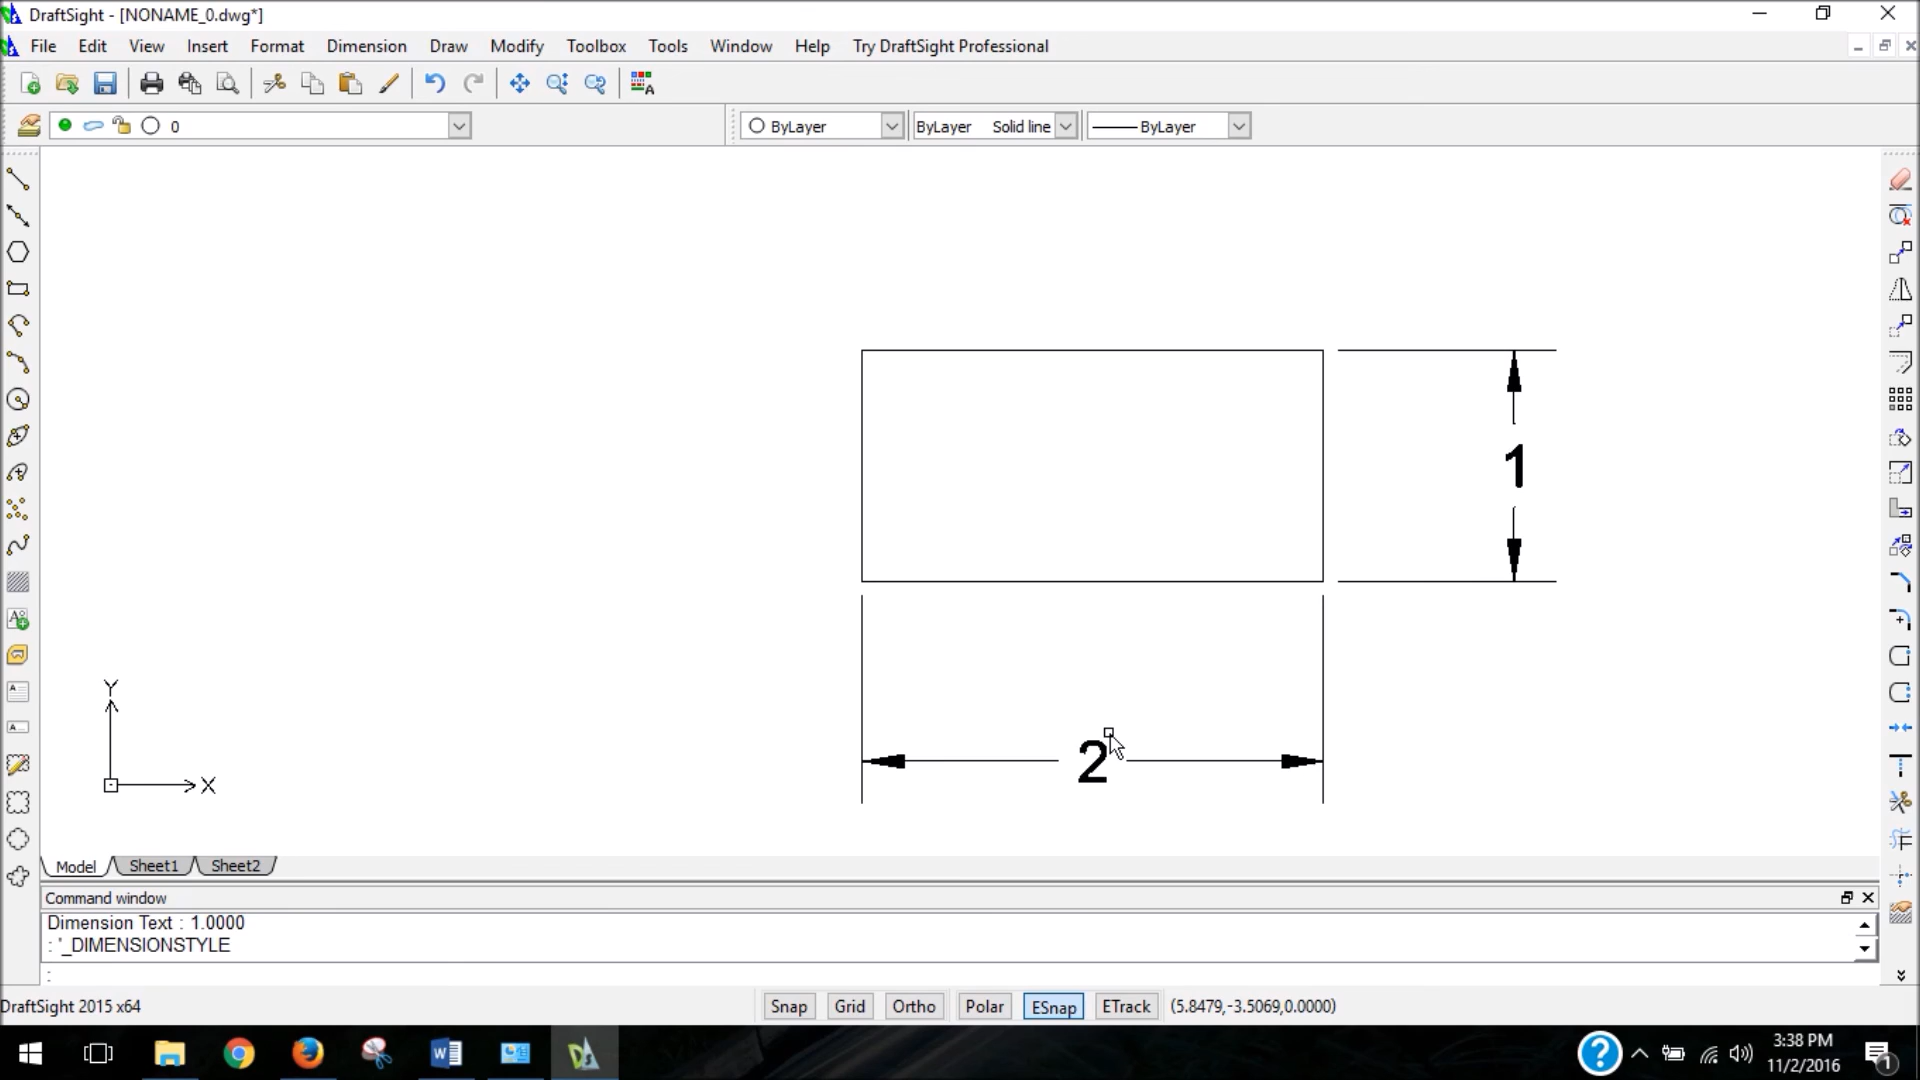 DraftSight - [NONAME_0.dwg*]
File Edit View Insert Format Dimension Draw Modify Toolbox Tools Window Help Try DraftSight Professional
0 ByLayer ByLayer Solid line ByLayer
1
2
Y
X
Model Sheet1 Sheet2
Command window
Dimension Text : 1.0000
: '_DIMENSIONSTYLE
:
DraftSight 2015 x64 Snap Grid Ortho Polar ESnap ETrack (5.8479,-3.5069,0.0000)
3:38 PM
11/2/2016
1